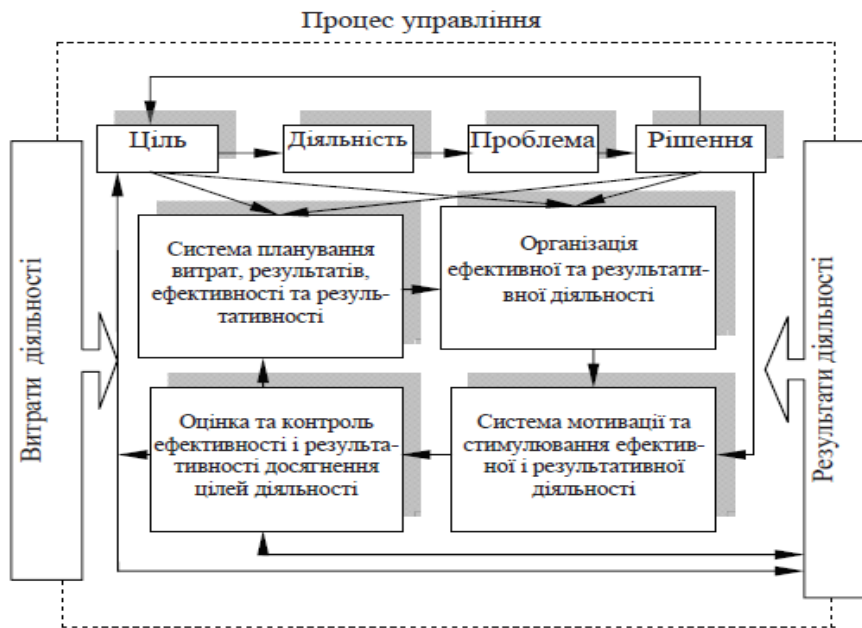 Процес управління
Ціль
Діяльність
Проблема
Рішення
Витрати діяльності
Система планування
витрат, результатів,
ефективності та резуль-
тативності
Організація
ефективної та результати-
вної діяльності
Оцінка та контроль
ефективності і результа-
тивності досягнення
цілей діяльності
Система мотивації та
стимулювання ефектив-
ної і результативної
діяльності
Результати діяльності